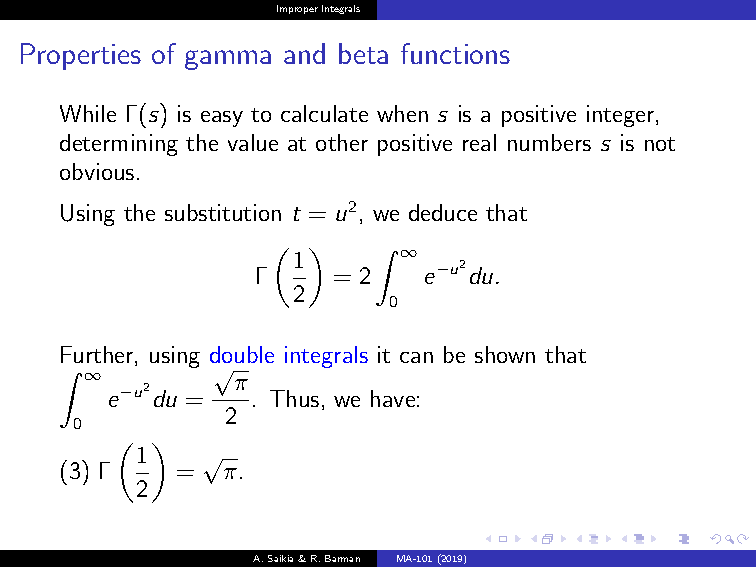 Improper Integrals
Properties of gamma and beta functions
While Γ(s) is easy to calculate when s is a positive integer,
determining the value at other positive real numbers s is not
obvious.
Using the substitution t = u², we deduce that
Γ(1/2) = 2 ∫₀^∞ e^{−u²} du.
Further, using double integrals it can be shown that
∫₀^∞ e^{−u²} du = √π/2. Thus, we have:
(3) Γ(1/2) = √π.
A. Saikia & R. Barman MA-101 (2019)